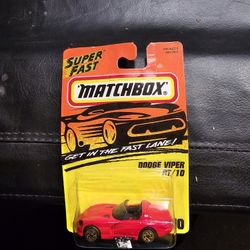 SUPER
FAST
MATCHBOX
GET IN THE FAST LANE!
DODGE VIPER
RT/10